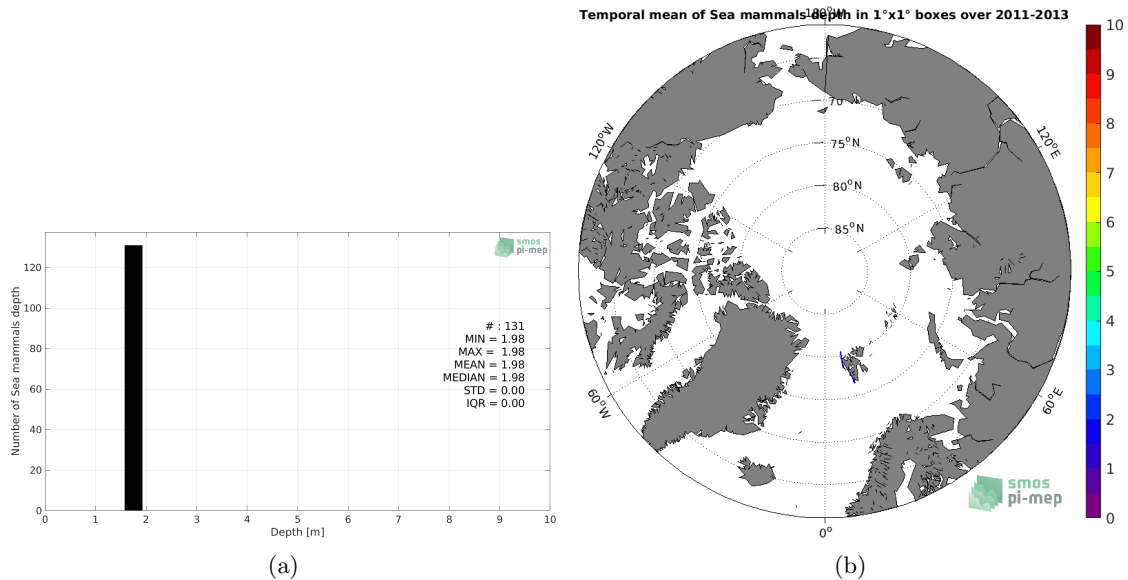 smos
pi-mep
Number of Sea mammals depth
120
100
80
60
40
20
0
# : 131
MIN = 1.98
MAX = 1.98
MEAN = 1.98
MEDIAN = 1.98
STD = 0.00
IQR = 0.00
0 1 2 3 4 5 6 7 8 9 10
Depth [m]
(a)
Temporal mean of Sea mammals depth in 1°x1° boxes over 2011-2013
180°W
120°W
120°E
70
75°N
80°N
85°N
60°W
60°E
0°
smos
pi-mep
10
9
8
7
6
5
4
3
2
1
0
(b)